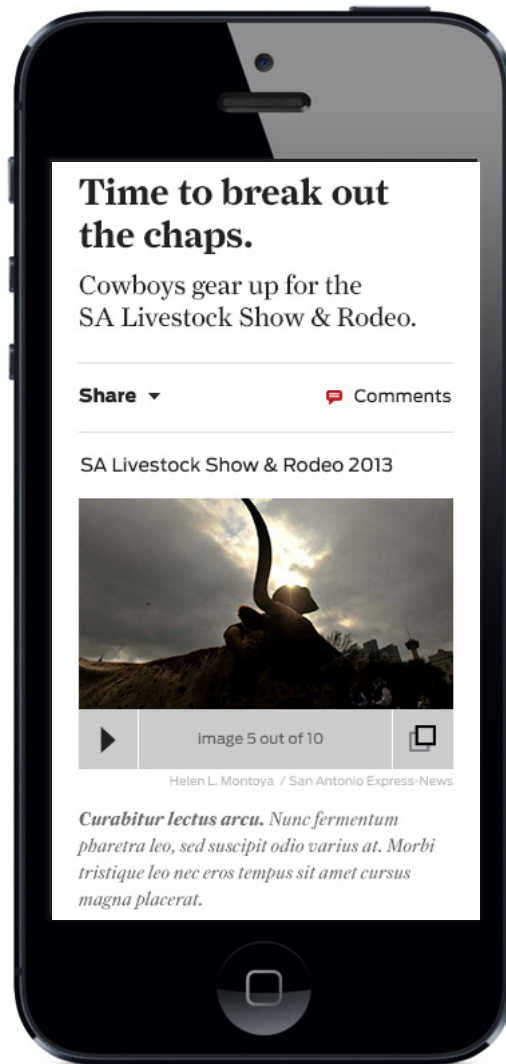 Time to break out
the chaps.
Cowboys gear up for the
SA Livestock Show & Rodeo.
Share
Comments
SA Livestock Show & Rodeo 2013
image 5 out of 10
Helen L. Montoya / San Antonio Express-News
Curabitur lectus arcu. Nunc fermentum
pharetra leo, sed suscipit odio varius at. Morbi
tristique leo nec eros tempus sit amet cursus
magna placerat.